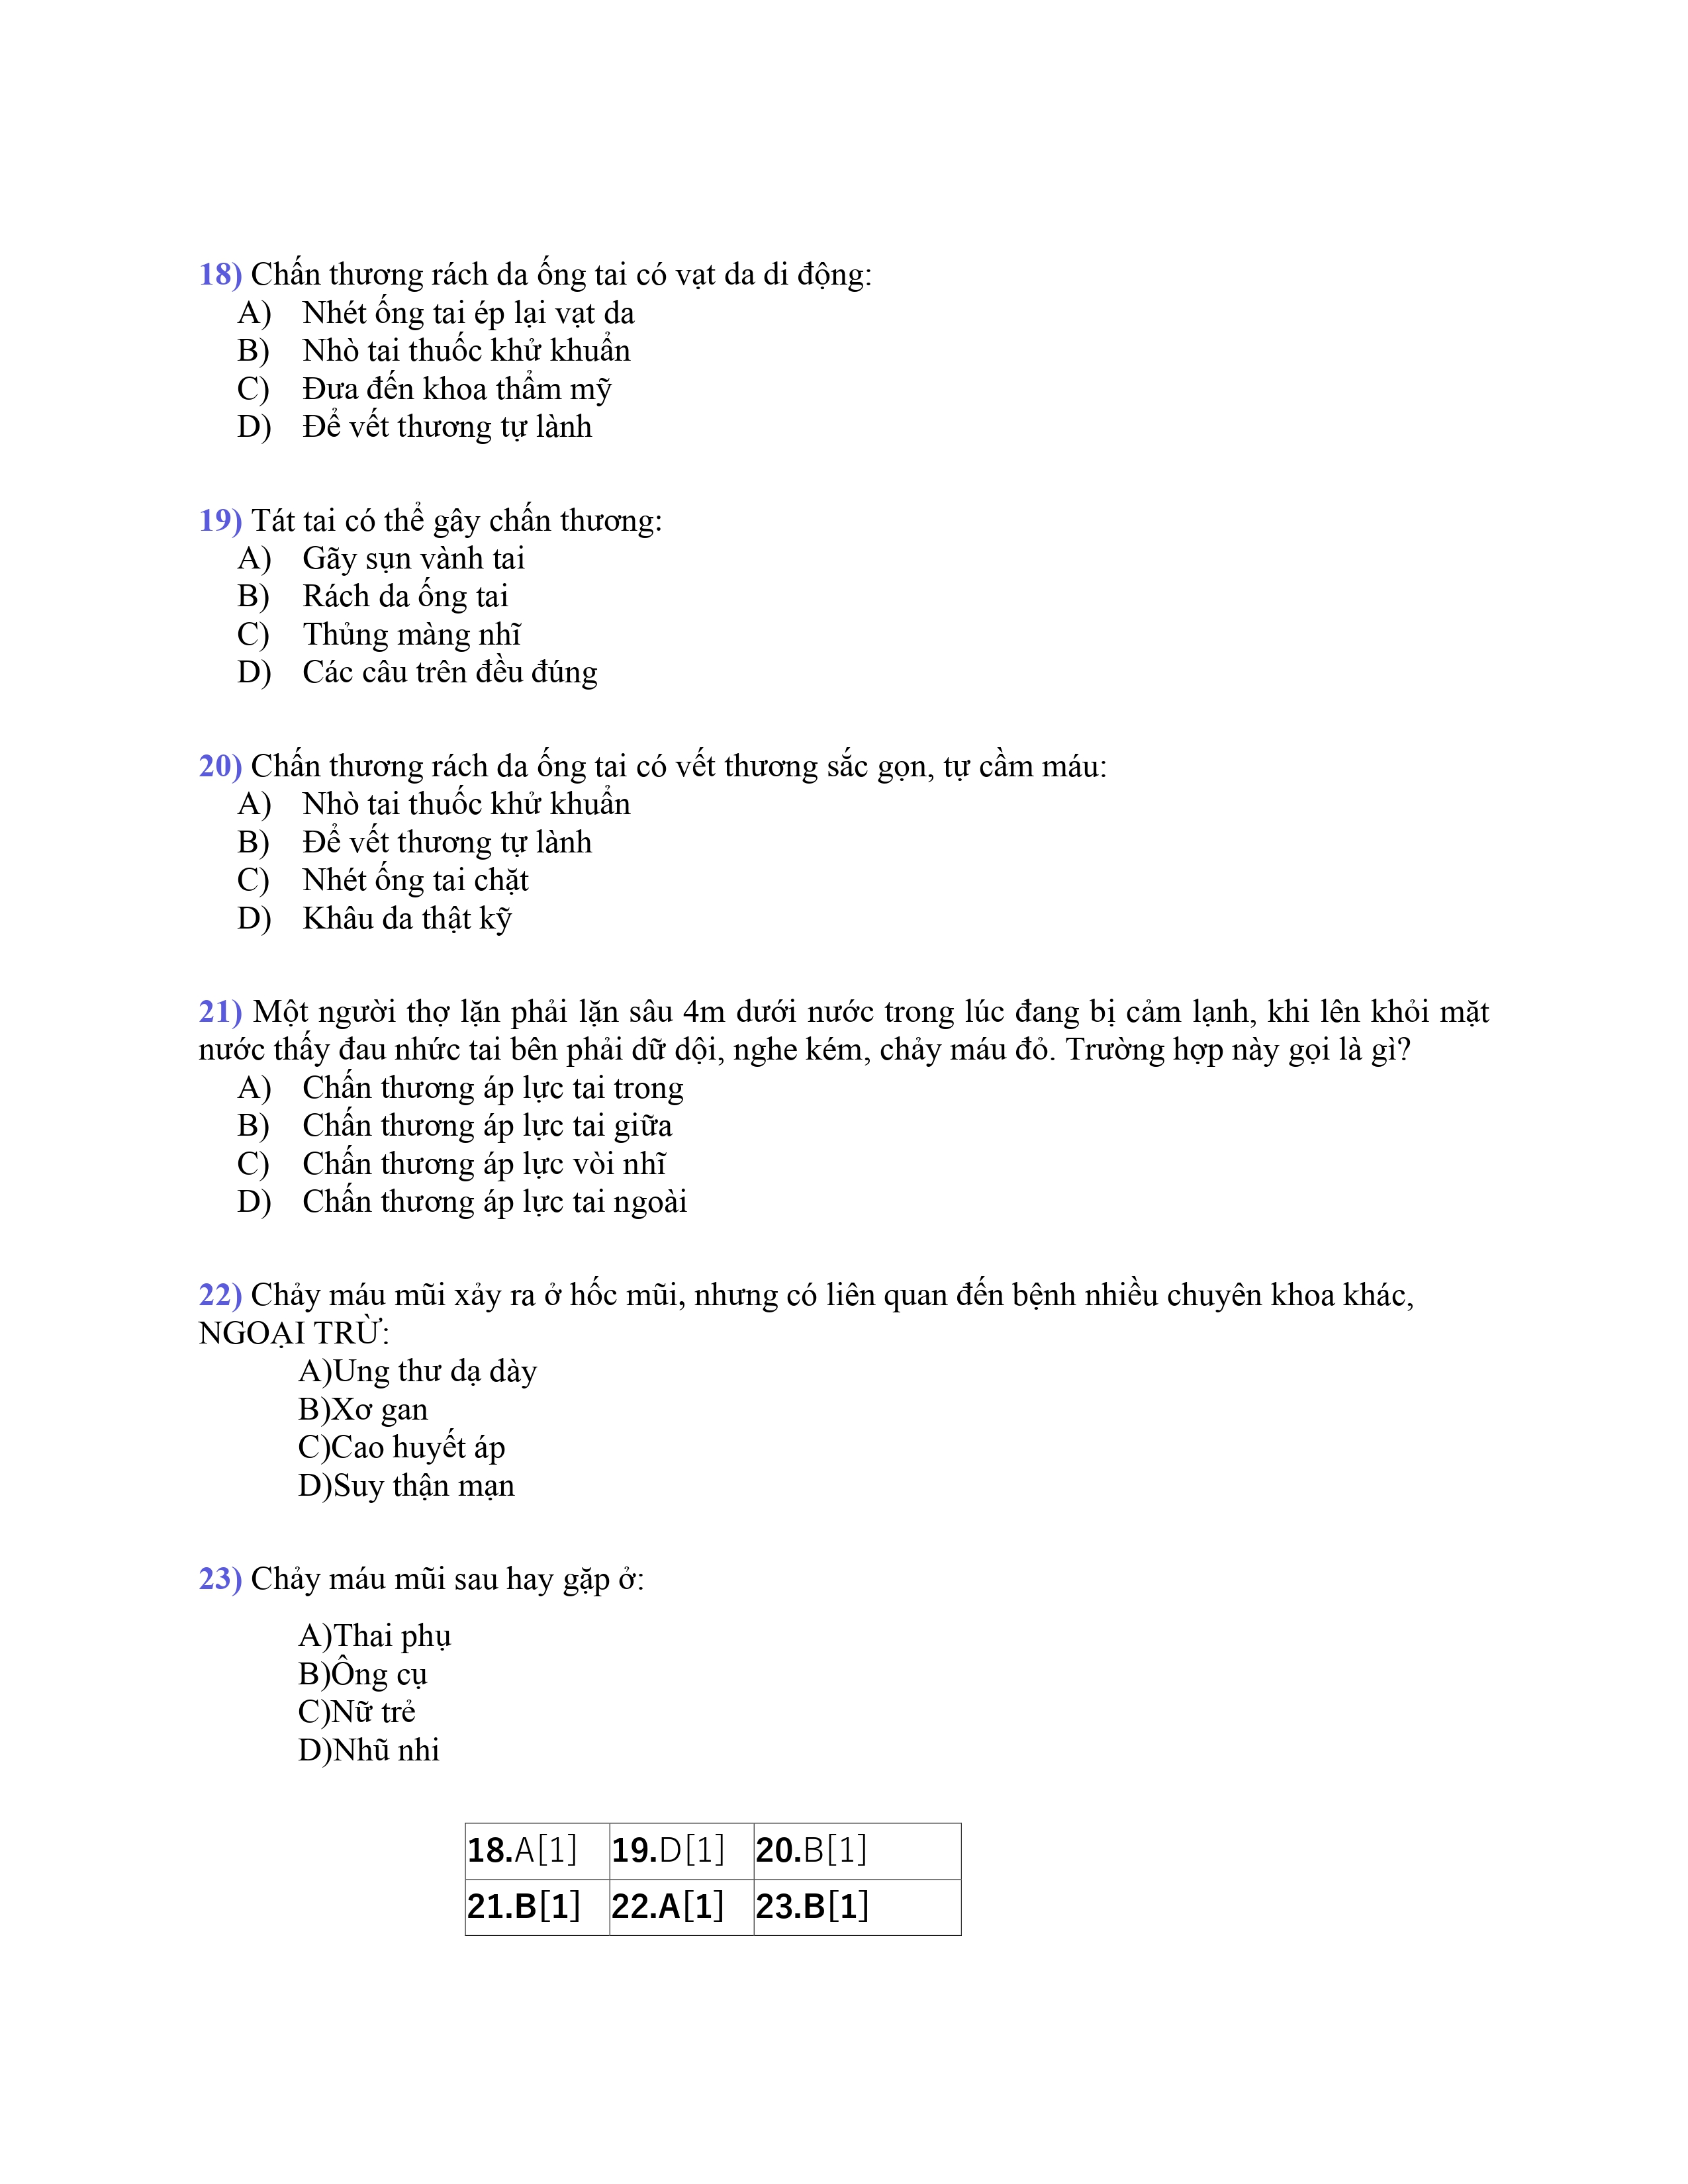 18) Chấn thương rách da ống tai có vạt da di động:
A) Nhét ống tai ép lại vạt da
B) Nhỏ tai thuốc khử khuẩn
C) Đưa đến khoa thẩm mỹ
D) Để vết thương tự lành
19) Tát tai có thể gây chấn thương:
A) Gãy sụn vành tai
B) Rách da ống tai
C) Thủng màng nhĩ
D) Các câu trên đều đúng
20) Chấn thương rách da ống tai có vết thương sắc gọn, tự cầm máu:
A) Nhỏ tai thuốc khử khuẩn
B) Để vết thương tự lành
C) Nhét ống tai chặt
D) Khâu da thật kỹ
21) Một người thợ lặn phải lặn sâu 4m dưới nước trong lúc đang bị cảm lạnh, khi lên khỏi mặt
nước thấy đau nhức tai bên phải dữ dội, nghe kém, chảy máu đỏ. Trường hợp này gọi là gì?
A) Chấn thương áp lực tai trong
B) Chấn thương áp lực tai giữa
C) Chấn thương áp lực vòi nhĩ
D) Chấn thương áp lực tai ngoài
22) Chảy máu mũi xảy ra ở hốc mũi, nhưng có liên quan đến bệnh nhiều chuyên khoa khác,
NGOẠI TRỪ:
A)Ung thư dạ dày
B)Xơ gan
C)Cao huyết áp
D)Suy thận mạn
23) Chảy máu mũi sau hay gặp ở:
A)Thai phụ
B)Ông cụ
C)Nữ trẻ
D)Nhũ nhi
18.A[1] 19.D[1] 20.B[1]
21.B[1] 22.A[1] 23.B[1]